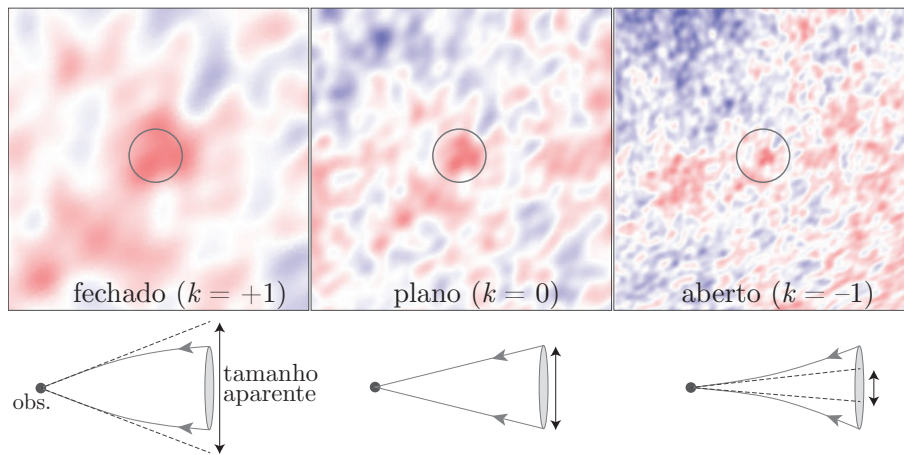 fechado (k = +1)
plano (k = 0)
aberto (k = −1)
obs.
tamanho
aparente